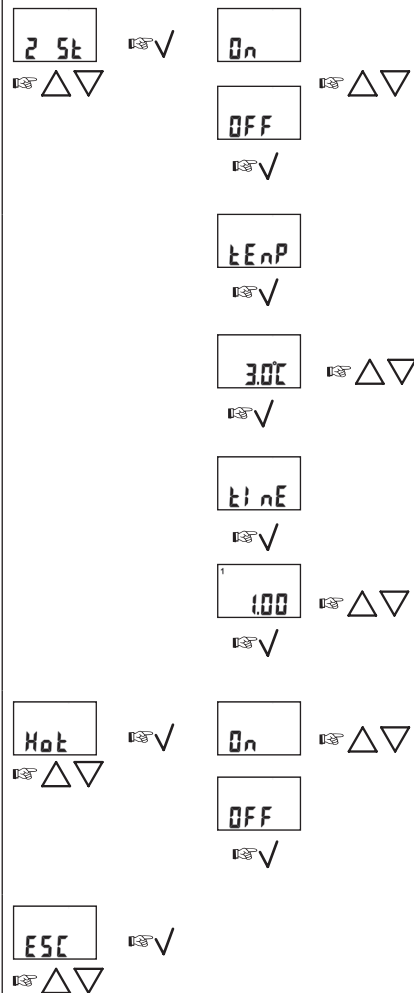 2 St
On
OFF
tEnP
3.0°C
tI nE
1
1.00
Hot
On
OFF
ESC